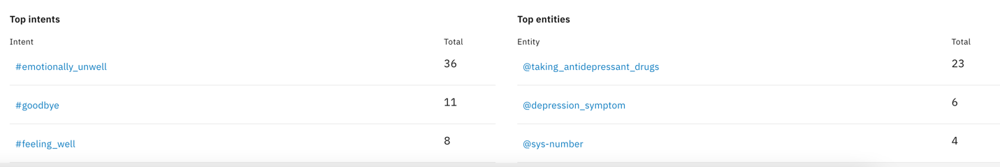 Top intents
Intent Total
#emotionally_unwell 36
#goodbye 11
#feeling_well 8
Top entities
Entity Total
@taking_antidepressant_drugs 23
@depression_symptom 6
@sys-number 4